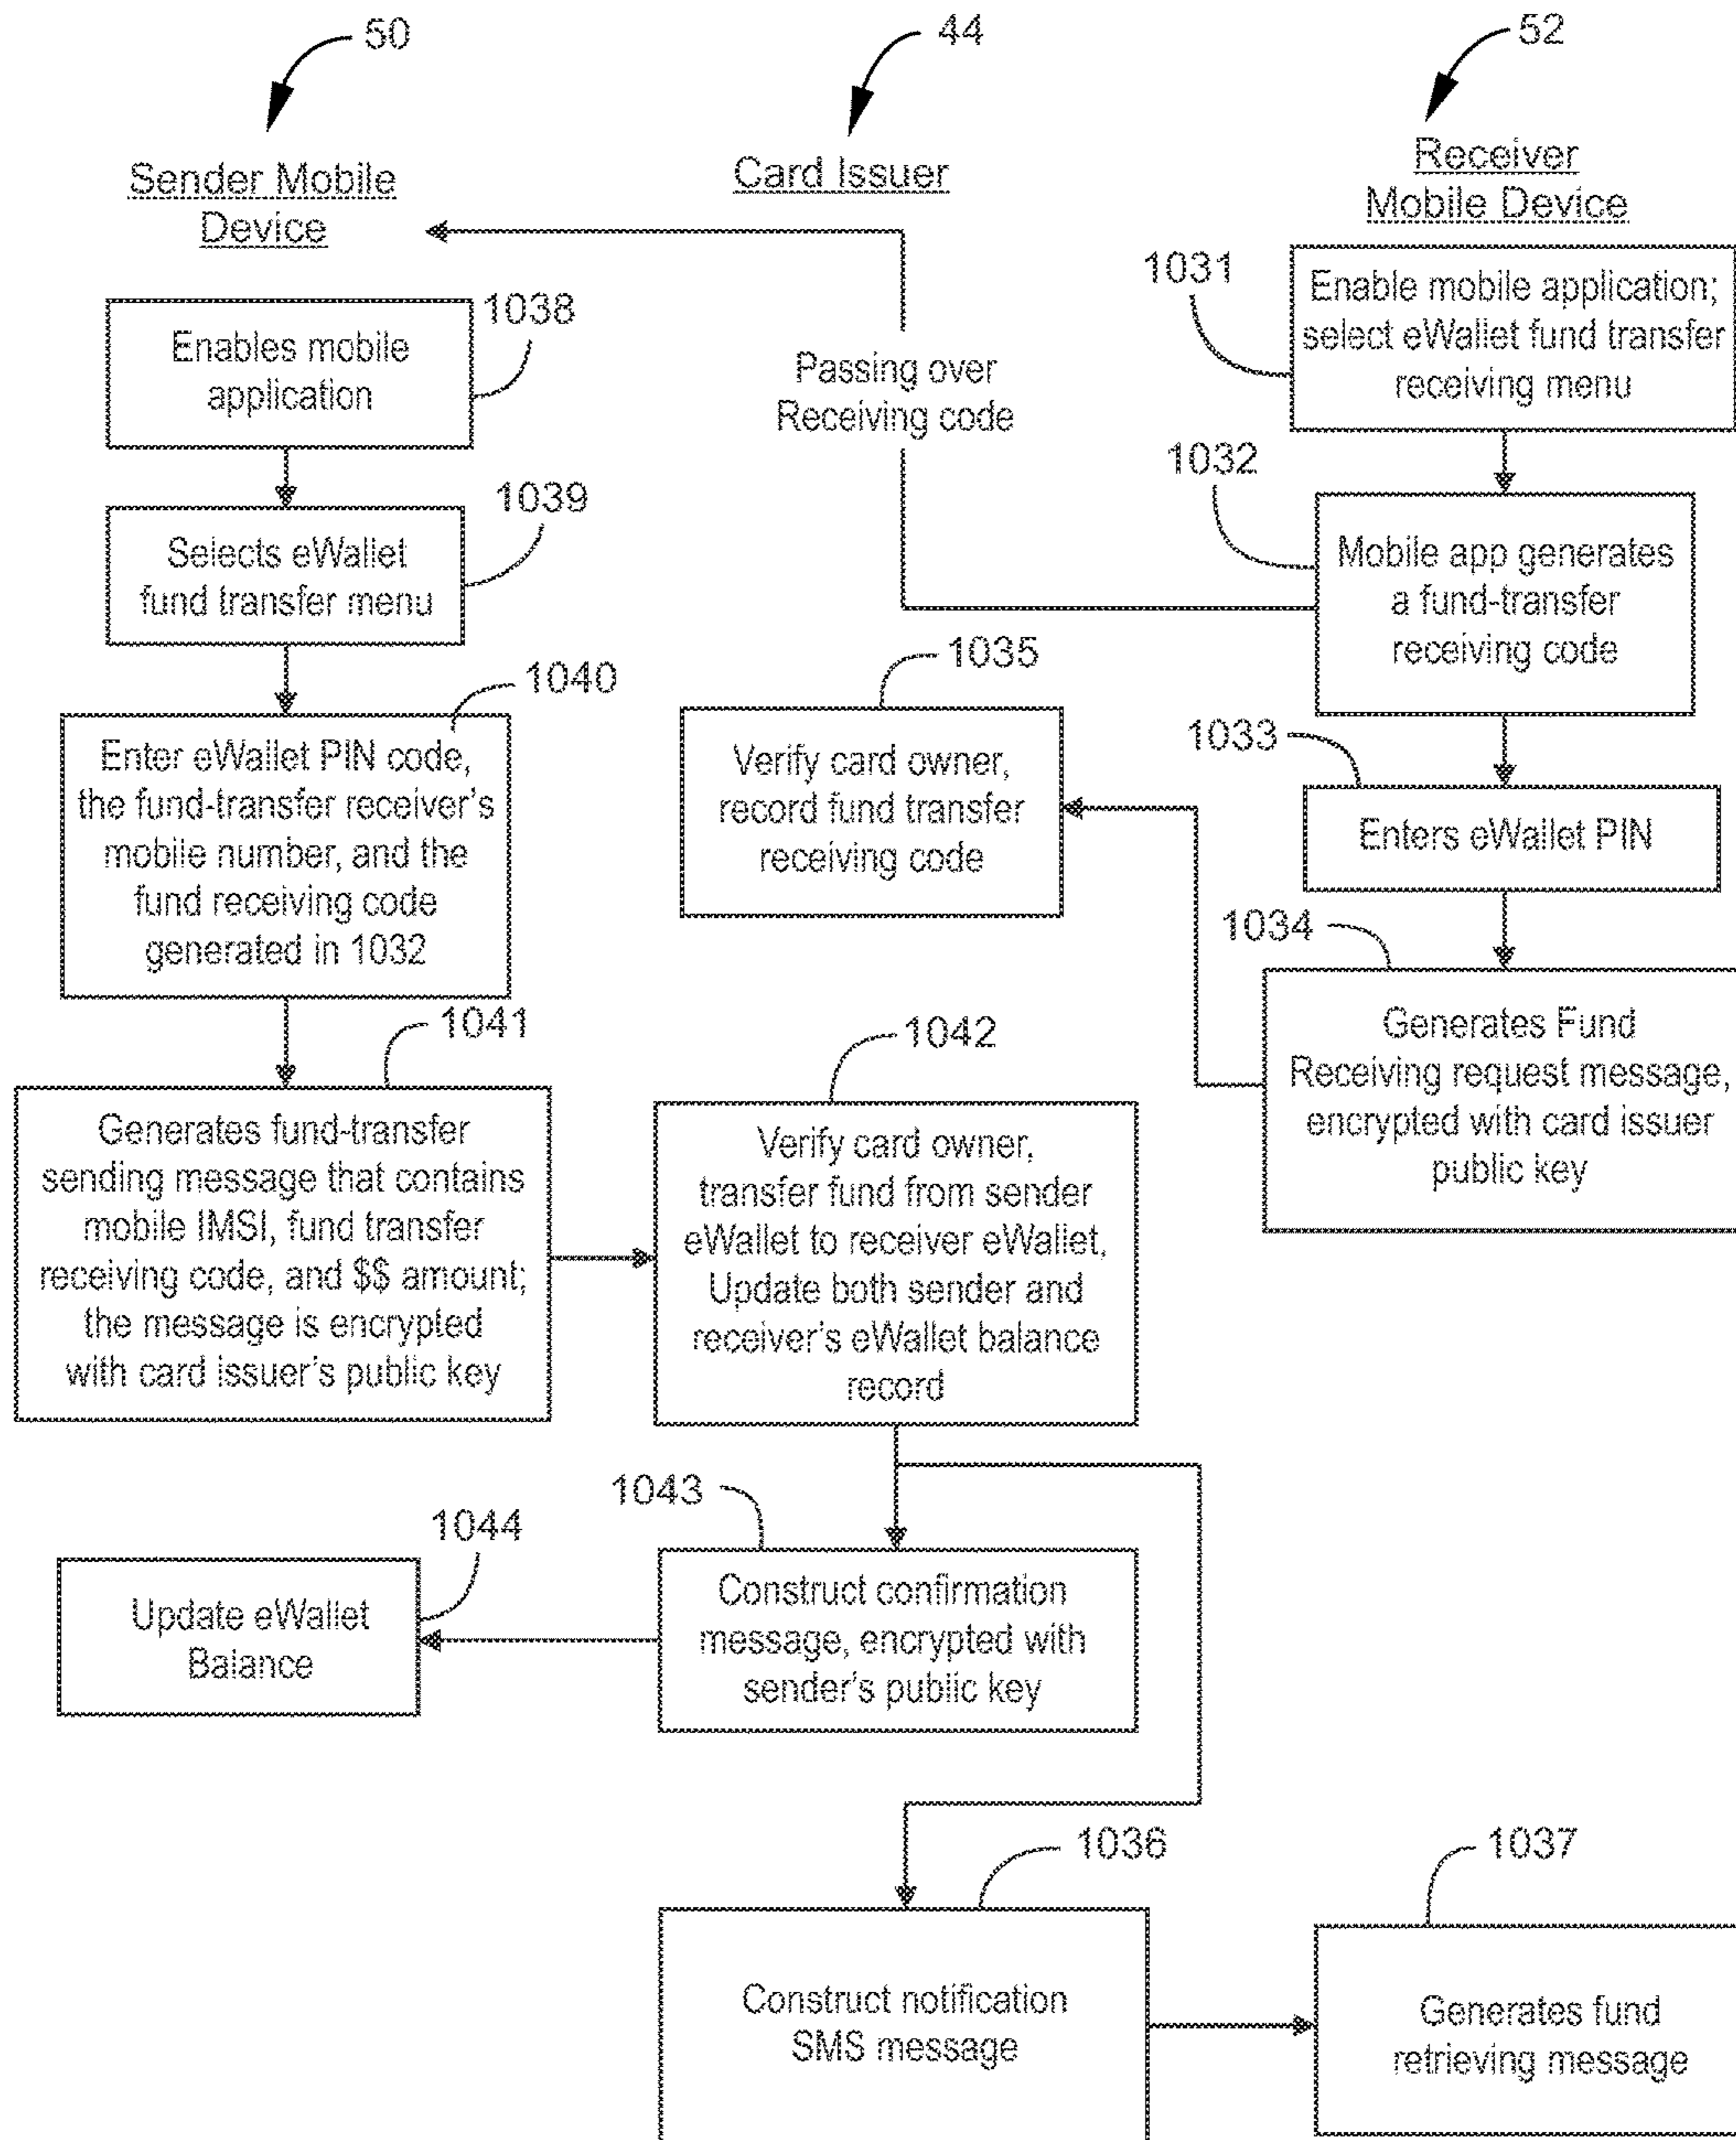 50
44
52
Sender Mobile
Device
Card Issuer
Receiver
Mobile Device
1031
Enable mobile application;
select eWallet fund transfer
receiving menu
1038
Enables mobile
application
Passing over
Receiving code
1032
Mobile app generates
a fund-transfer
receiving code
1039
Selects eWallet
fund transfer menu
1035
Verify card owner,
record fund transfer
receiving code
1033
Enters eWallet PIN
1040
Enter eWallet PIN code,
the fund-transfer receiver's
mobile number, and the
fund receiving code
generated in 1032
1034
Generates Fund
Receiving request message,
encrypted with card issuer
public key
1041
Generates fund-transfer
sending message that contains
mobile IMSI, fund transfer
receiving code, and $$ amount;
the message is encrypted
with card issuer's public key
1042
Verify card owner,
transfer fund from sender
eWallet to receiver eWallet,
Update both sender and
receiver's eWallet balance
record
1043
Construct confirmation
message, encrypted with
sender's public key
1044
Update eWallet
Balance
1036
Construct notification
SMS message
1037
Generates fund
retrieving message